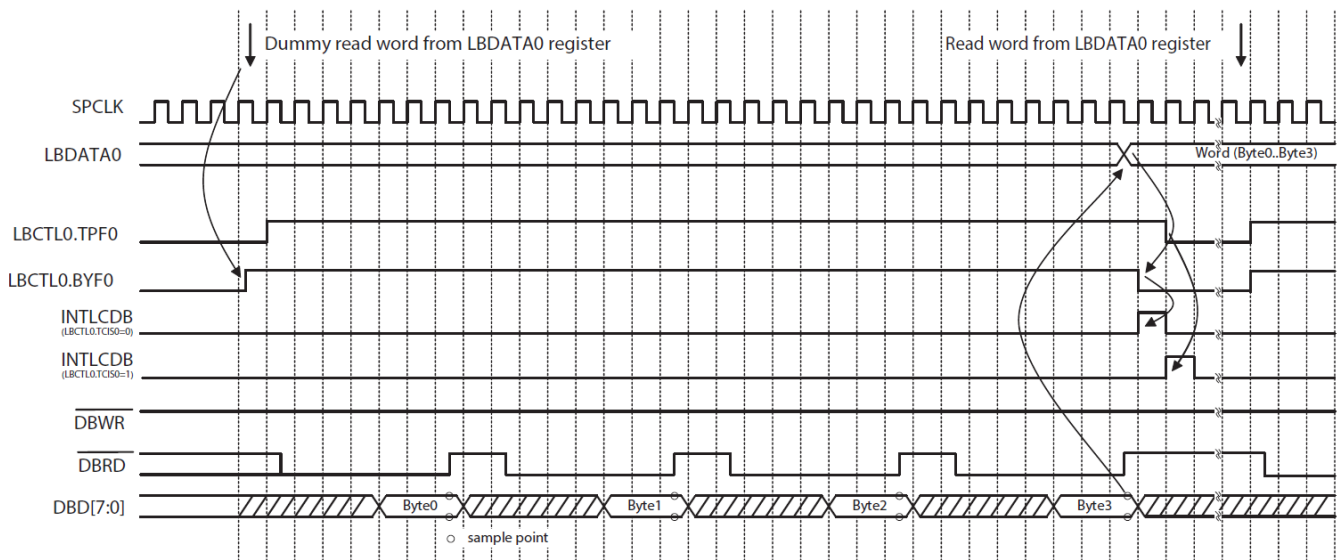 Dummy read word from LBDATA0 register
Read word from LBDATA0 register
SPCLK
LBDATA0
Word (Byte0..Byte3)
LBCTL0.TPF0
LBCTL0.BYF0
INTLCDB
(LBCTL0.TCIS0=0)
INTLCDB
(LBCTL0.TCIS0=1)
DBWR
DBRD
DBD[7:0]
Byte0
Byte1
Byte2
Byte3
sample point